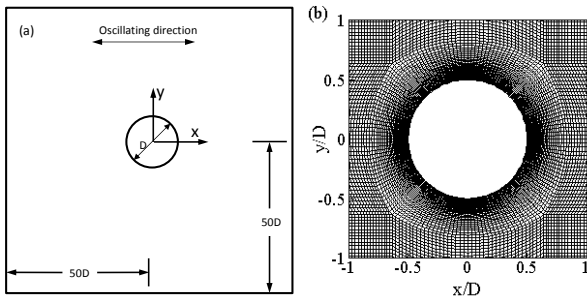 (a)
Oscillating direction
y
x
D
50D
50D
(b)
1
0.5
0
-0.5
-1
y/D
-1
-0.5
0
0.5
1
x/D